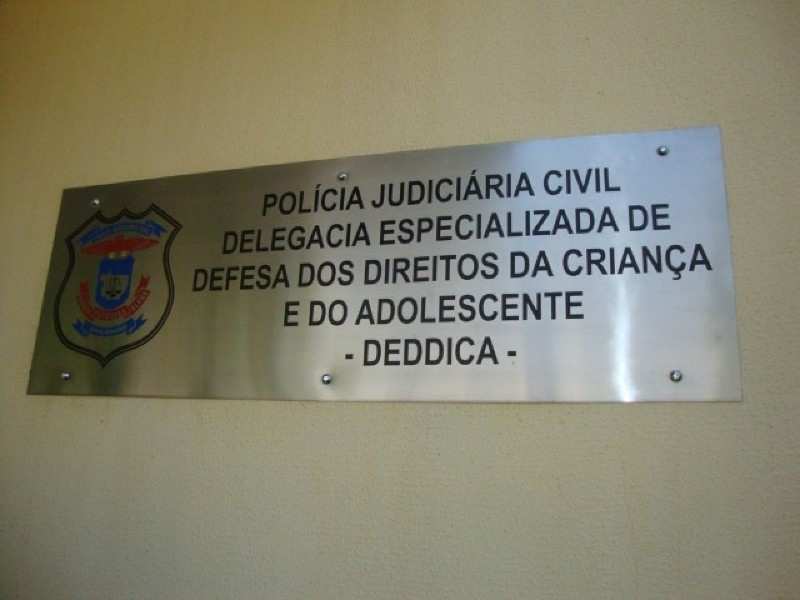 POLÍCIA JUDICIÁRIA CIVIL
DELEGACIA ESPECIALIZADA DE
DEFESA DOS DIREITOS DA CRIANÇA
E DO ADOLESCENTE
- DEDDICA -